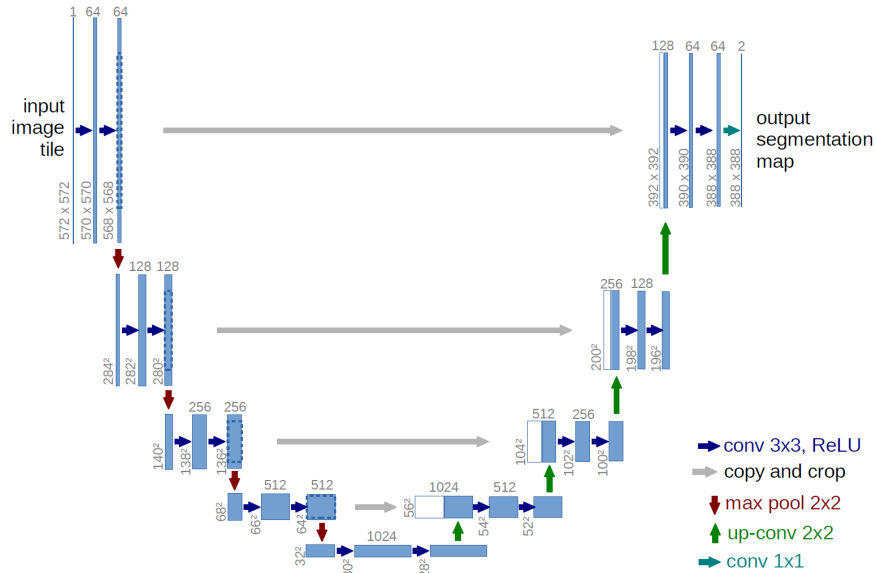 1 64 64
input
image
tile
572 x 572
570 x 570
568 x 568
128 64 64 2
output
segmentation
map
392 x 392
390 x 390
388 x 388
388 x 388
128 128
284²
282²
280²
256 128
200²
198²
196²
256 256
140²
138²
136²
512 256
104²
102²
100²
512 512
68²
66²
64²
1024 512
56²
54²
52²
1024
32²
conv 3x3, ReLU
copy and crop
max pool 2x2
up-conv 2x2
conv 1x1